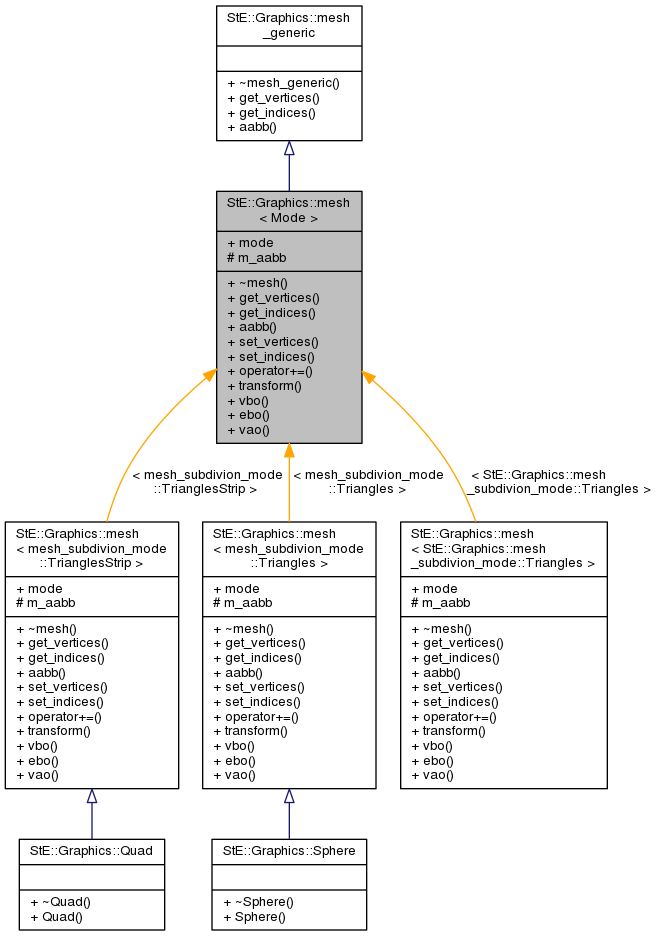 StE::Graphics::mesh
_generic
+ ~mesh_generic()
+ get_vertices()
+ get_indices()
+ aabb()
StE::Graphics::mesh
< Mode >
+ mode
# m_aabb
+ ~mesh()
+ get_vertices()
+ get_indices()
+ aabb()
+ set_vertices()
+ set_indices()
+ operator+=()
+ transform()
+ vbo()
+ ebo()
+ vao()
< mesh_subdivion_mode
::TrianglesStrip >
< mesh_subdivion_mode
::Triangles >
< StE::Graphics::mesh
_subdivion_mode::Triangles >
StE::Graphics::mesh
< mesh_subdivion_mode
::TrianglesStrip >
+ mode
# m_aabb
+ ~mesh()
+ get_vertices()
+ get_indices()
+ aabb()
+ set_vertices()
+ set_indices()
+ operator+=()
+ transform()
+ vbo()
+ ebo()
+ vao()
StE::Graphics::mesh
< mesh_subdivion_mode
::Triangles >
+ mode
# m_aabb
+ ~mesh()
+ get_vertices()
+ get_indices()
+ aabb()
+ set_vertices()
+ set_indices()
+ operator+=()
+ transform()
+ vbo()
+ ebo()
+ vao()
StE::Graphics::mesh
< StE::Graphics::mesh
_subdivion_mode::Triangles >
+ mode
# m_aabb
+ ~mesh()
+ get_vertices()
+ get_indices()
+ aabb()
+ set_vertices()
+ set_indices()
+ operator+=()
+ transform()
+ vbo()
+ ebo()
+ vao()
StE::Graphics::Quad
+ ~Quad()
+ Quad()
StE::Graphics::Sphere
+ ~Sphere()
+ Sphere()